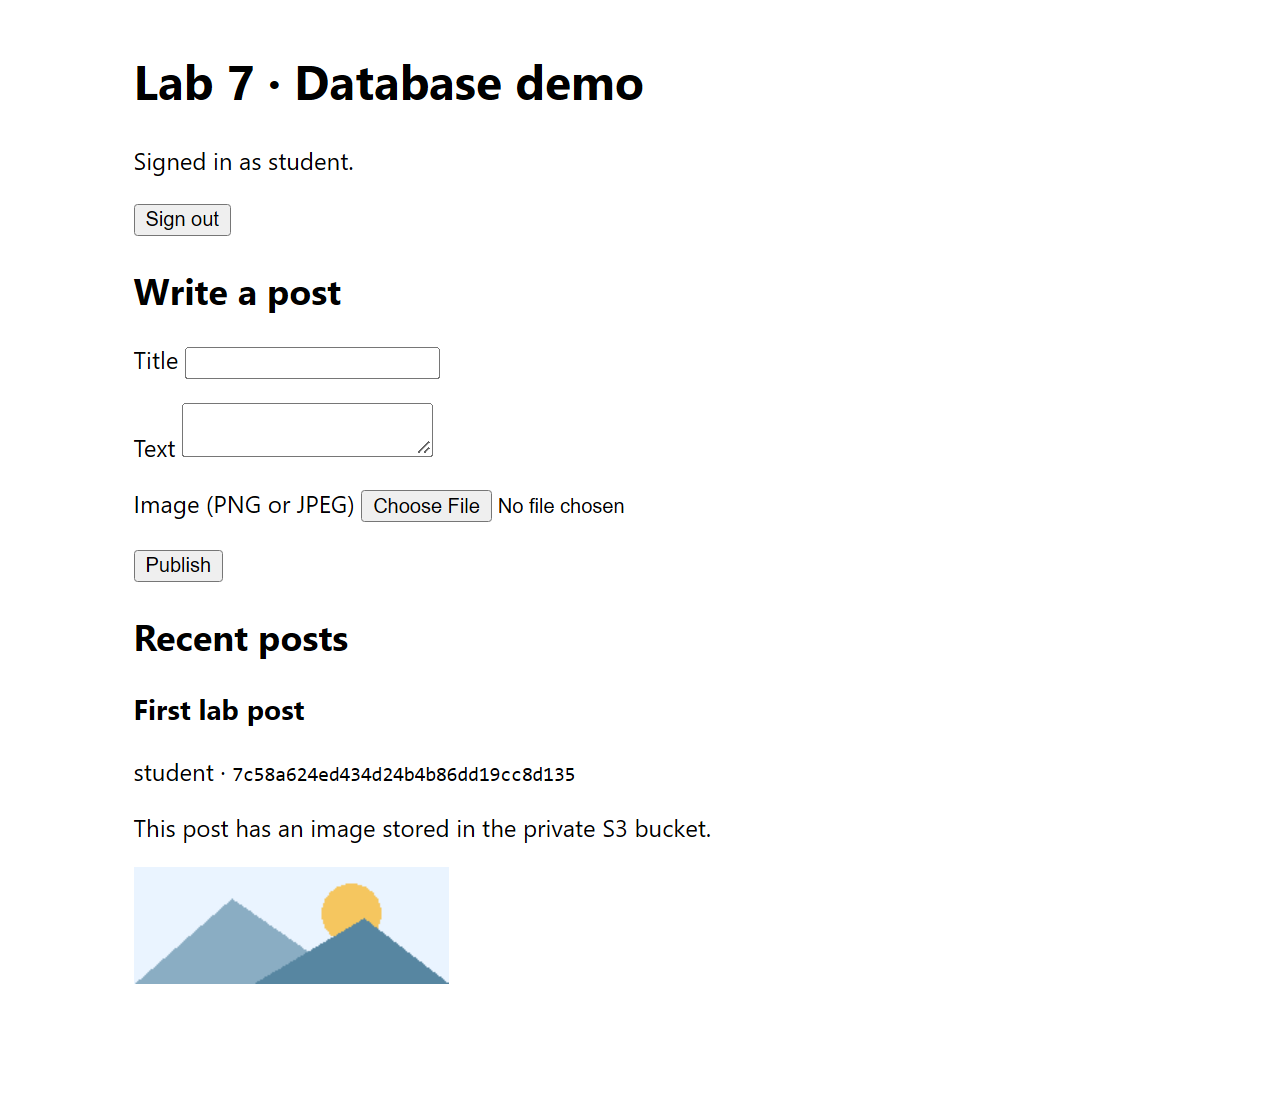 Lab 7 · Database demo
Signed in as student.
Sign out
Write a post
Title
Text
Image (PNG or JPEG) Choose File No file chosen
Publish
Recent posts
First lab post
student · 7c58a624ed434d24b4b86dd19cc8d135
This post has an image stored in the private S3 bucket.